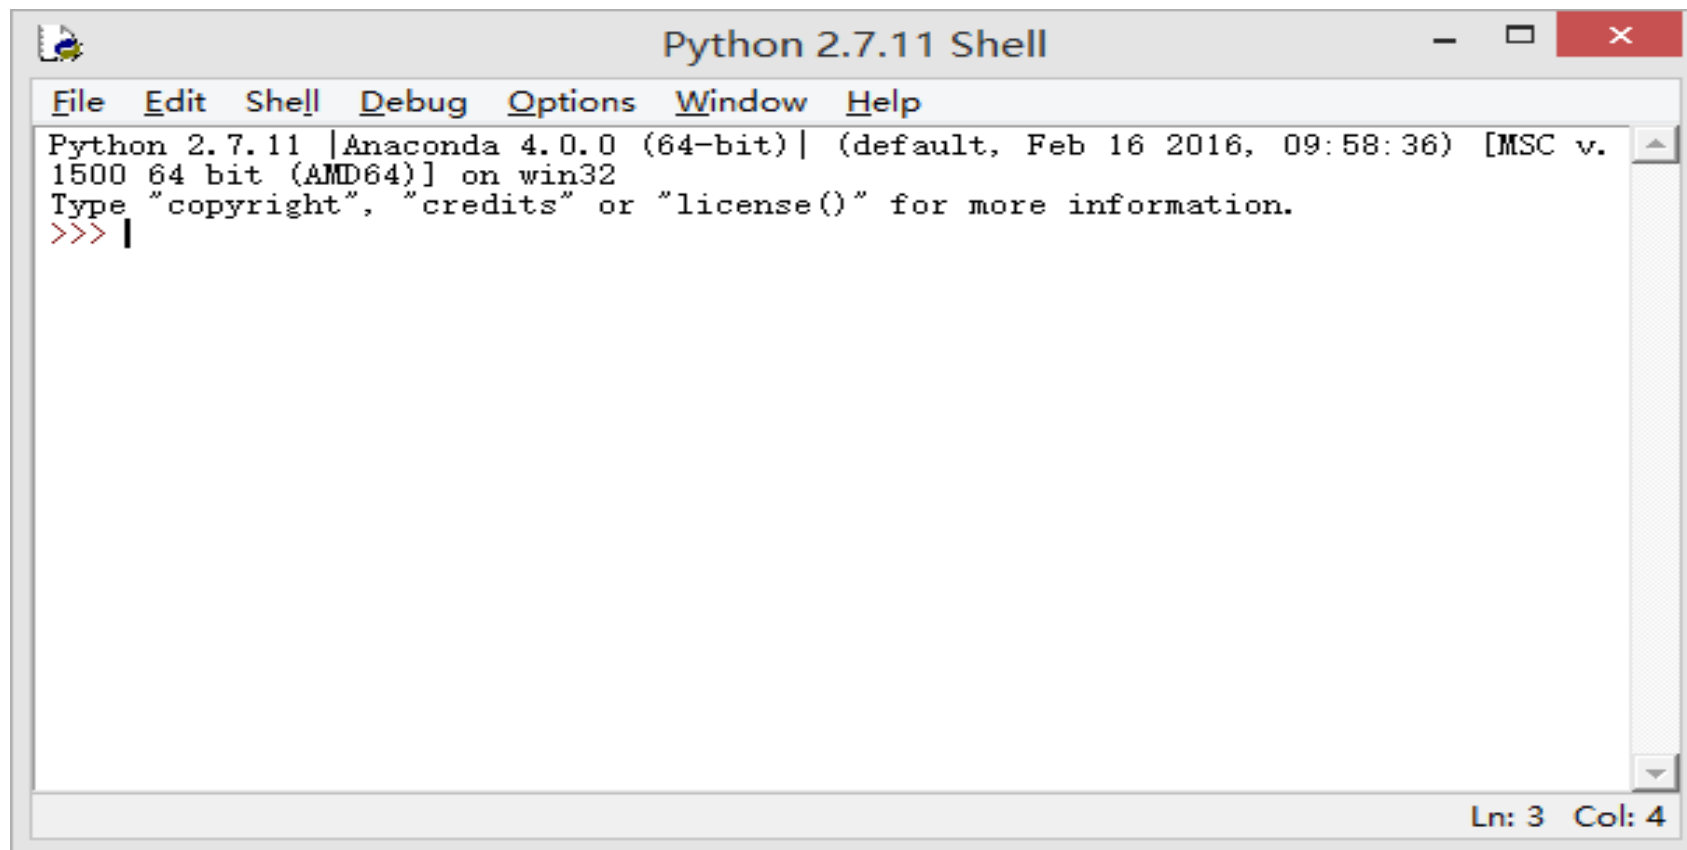 Python 2.7.11 Shell
File Edit Shell Debug Options Window Help
Python 2.7.11 |Anaconda 4.0.0 (64-bit)| (default, Feb 16 2016, 09:58:36) [MSC v.
1500 64 bit (AMD64)] on win32
Type "copyright", "credits" or "license()" for more information.
>>>
Ln: 3 Col: 4